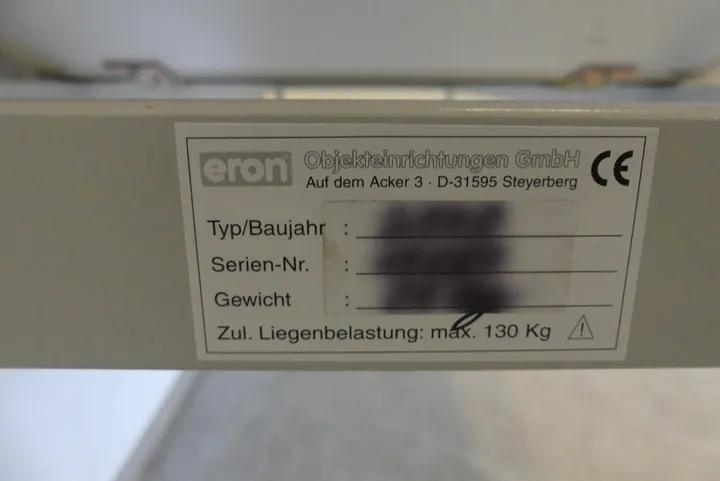 eron Objekteinrichtungen GmbH CE
Auf dem Acker 3 · D-31595 Steyerberg
Typ/Baujahr :
Serien-Nr. :
Gewicht :
Zul. Liegenbelastung: max. 130 Kg